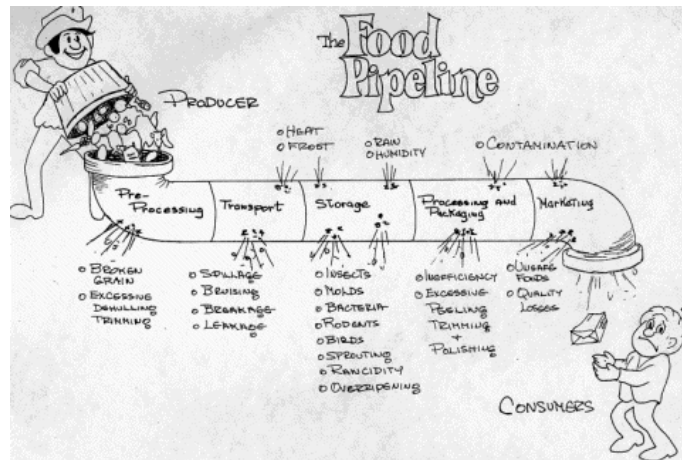 The Food
Pipeline
PRODUCER
o HEAT
o FROST
o RAIN
o HUMIDITY
o CONTAMINATION
PRE-
PROCESSING
TRANSPORT
STORAGE
PROCESSING AND
PACKAGING
MARKETING
o BROKEN
GRAIN
o EXCESSIVE
DEHULLING
TRIMMING
o SPILLAGE
o BRUISING
o BREAKAGE
o LEAKAGE
o INSECTS
o MOLDS
o BACTERIA
o RODENTS
o BIRDS
o SPROUTING
o RANCIDITY
o OVERRIPENING
o INEFFICIENCY
o EXCESSIVE
PEELING
TRIMMING
+
POLISHING
o UNSAFE
FOODS
o QUALITY
LOSSES
CONSUMERS